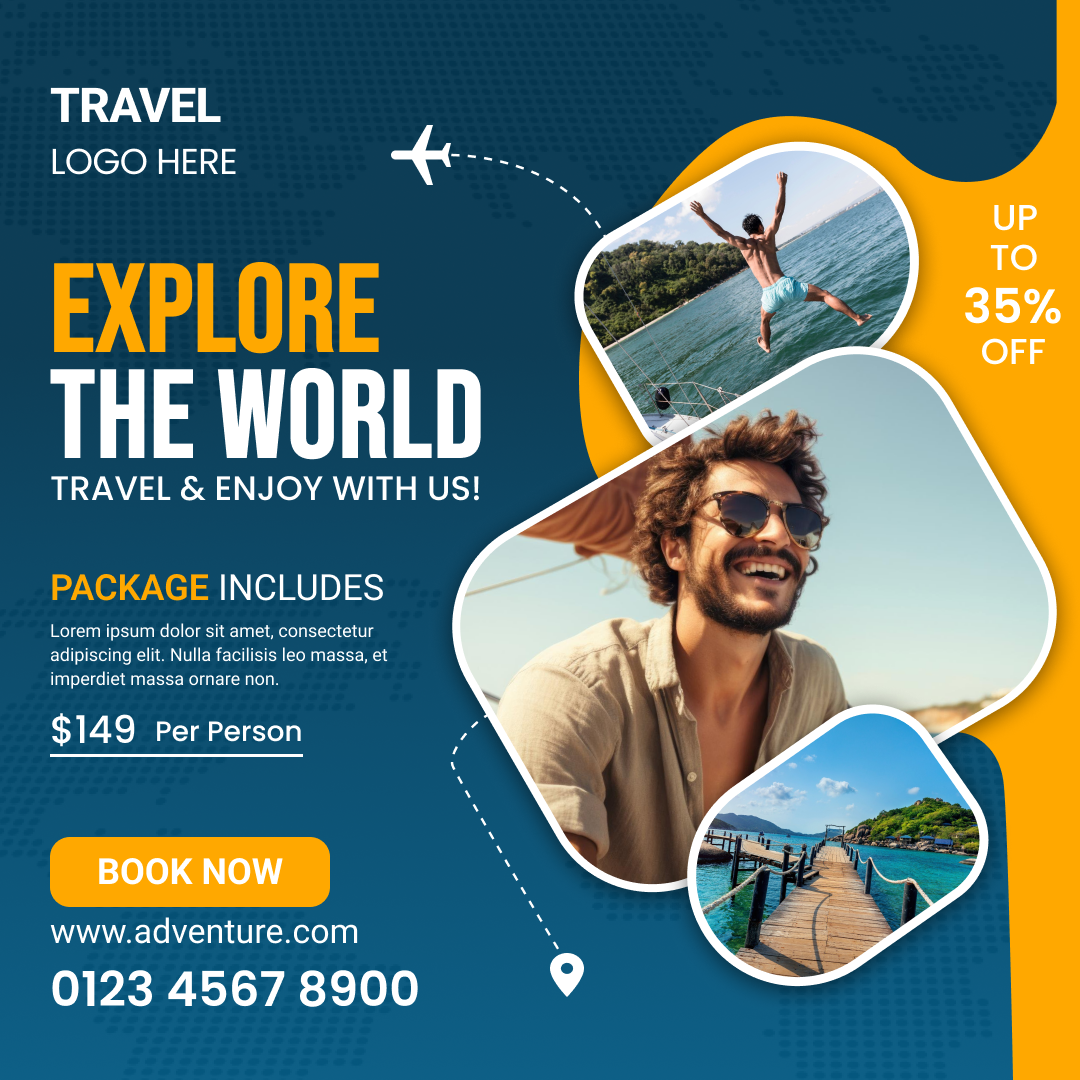 TRAVEL
LOGO HERE
EXPLORE
THE WORLD
TRAVEL & ENJOY WITH US!
UP
TO
35%
OFF
PACKAGE INCLUDES
Lorem ipsum dolor sit amet, consectetur
adipiscing elit. Nulla facilisis leo massa, et
imperdiet massa ornare non.
$149 Per Person
BOOK NOW
www.adventure.com
0123 4567 8900